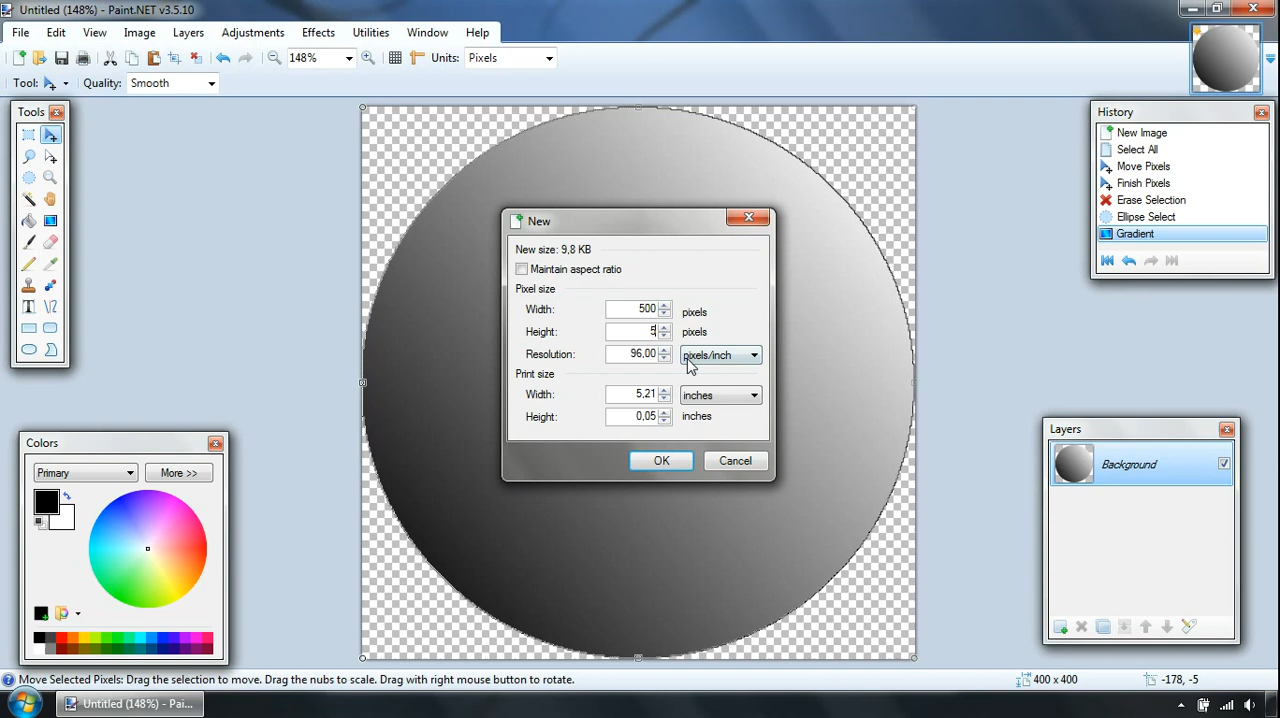 Untitled (148%) - Paint.NET v3.5.10
File Edit View Image Layers Effects Adjustments Utilities Window Help
148% Units: Pixels
Tool: Quality: Smooth
Tools
History
New Image
Select All
Move Pixels
Finish Pixels
Erase Selection
Ellipse Select
Gradient
New
New size: 9,8 KB
Maintain aspect ratio
Pixel size
Width: 500 pixels
Height: 5 pixels
Resolution: 96,00 pixels/inch
Print size
Width: 5,21 inches
Height: 0,05 inches
OK Cancel
Colors
Primary More >>
Layers
Background
Move Selected Pixels: Drag the selection to move. Drag the nubs to scale. Drag with right mouse button to rotate. 400 x 400 -178, -5
Untitled (148%) - Pai...